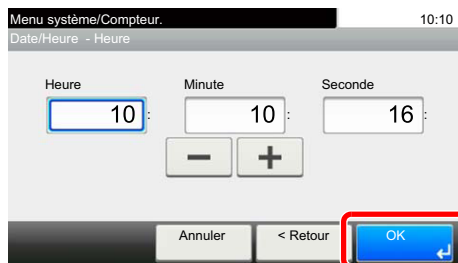 Menu système/Compteur. 10:10
Date/Heure - Heure
Heure Minute Seconde
10 : 10 : 16 :
− +
Annuler < Retour OK